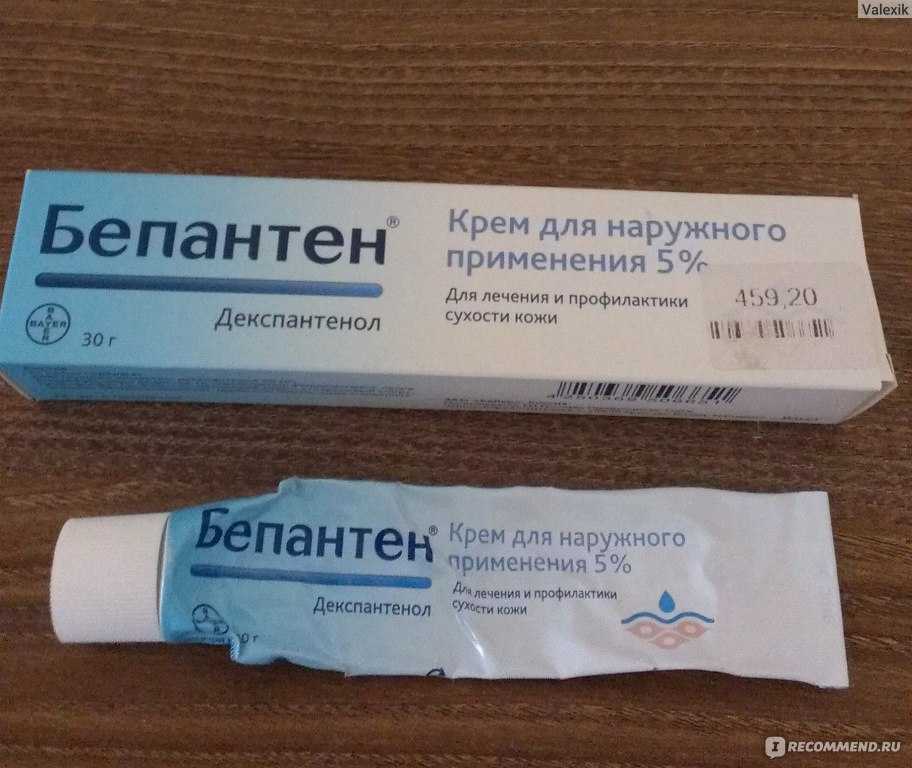 Valexik
Бепантен®
Крем для наружного
применения 5%
Для лечения и профилактики
сухости кожи
459,20
Декспантенол
BAYER
30 г
Бепантен®
Крем для наружного
применения 5%
Для лечения и профилактики
сухости кожи
Декспантенол
I RECOMMEND.RU